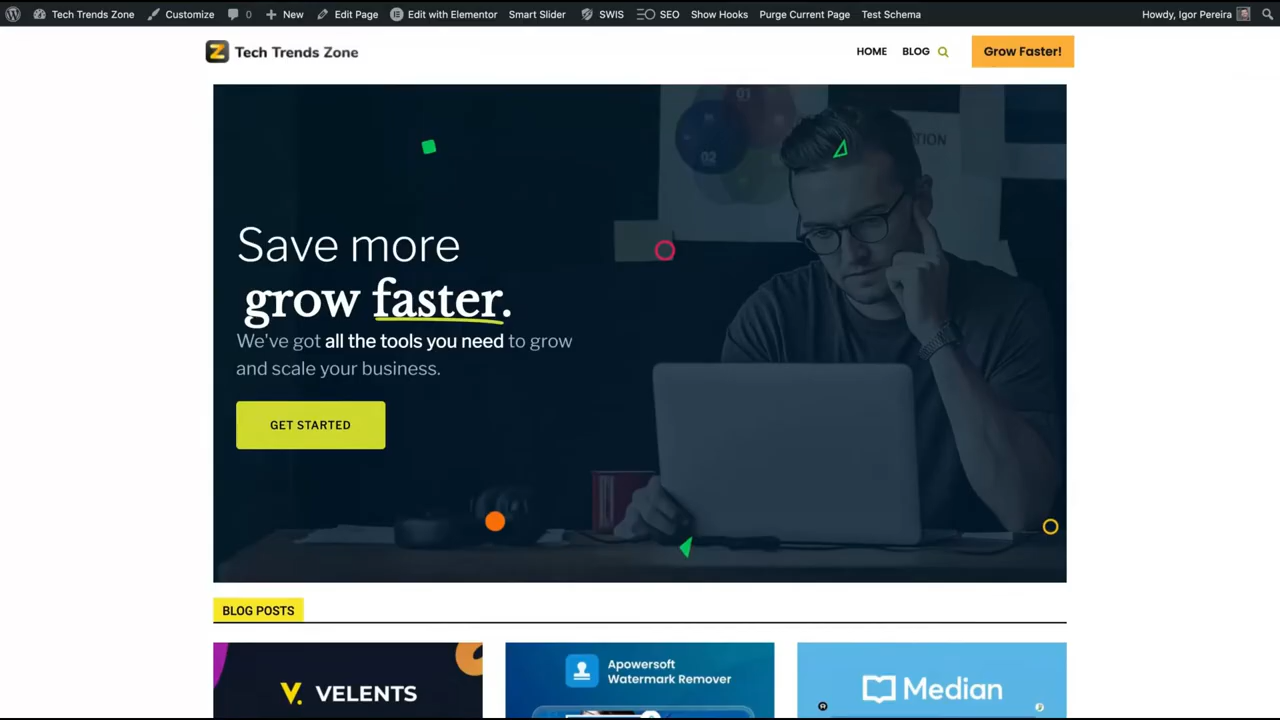 Tech Trends Zone Customize 0 New Edit Page Edit with Elementor Smart Slider SWIS SEO Show Hooks Purge Current Page Test Schema Howdy, Igor Pereira
Z Tech Trends Zone HOME BLOG Grow Faster!
01
02
Save more
grow faster.
We've got all the tools you need to grow
and scale your business.
GET STARTED
BLOG POSTS
V. VELENTS
Apowersoft
Watermark Remover
Median